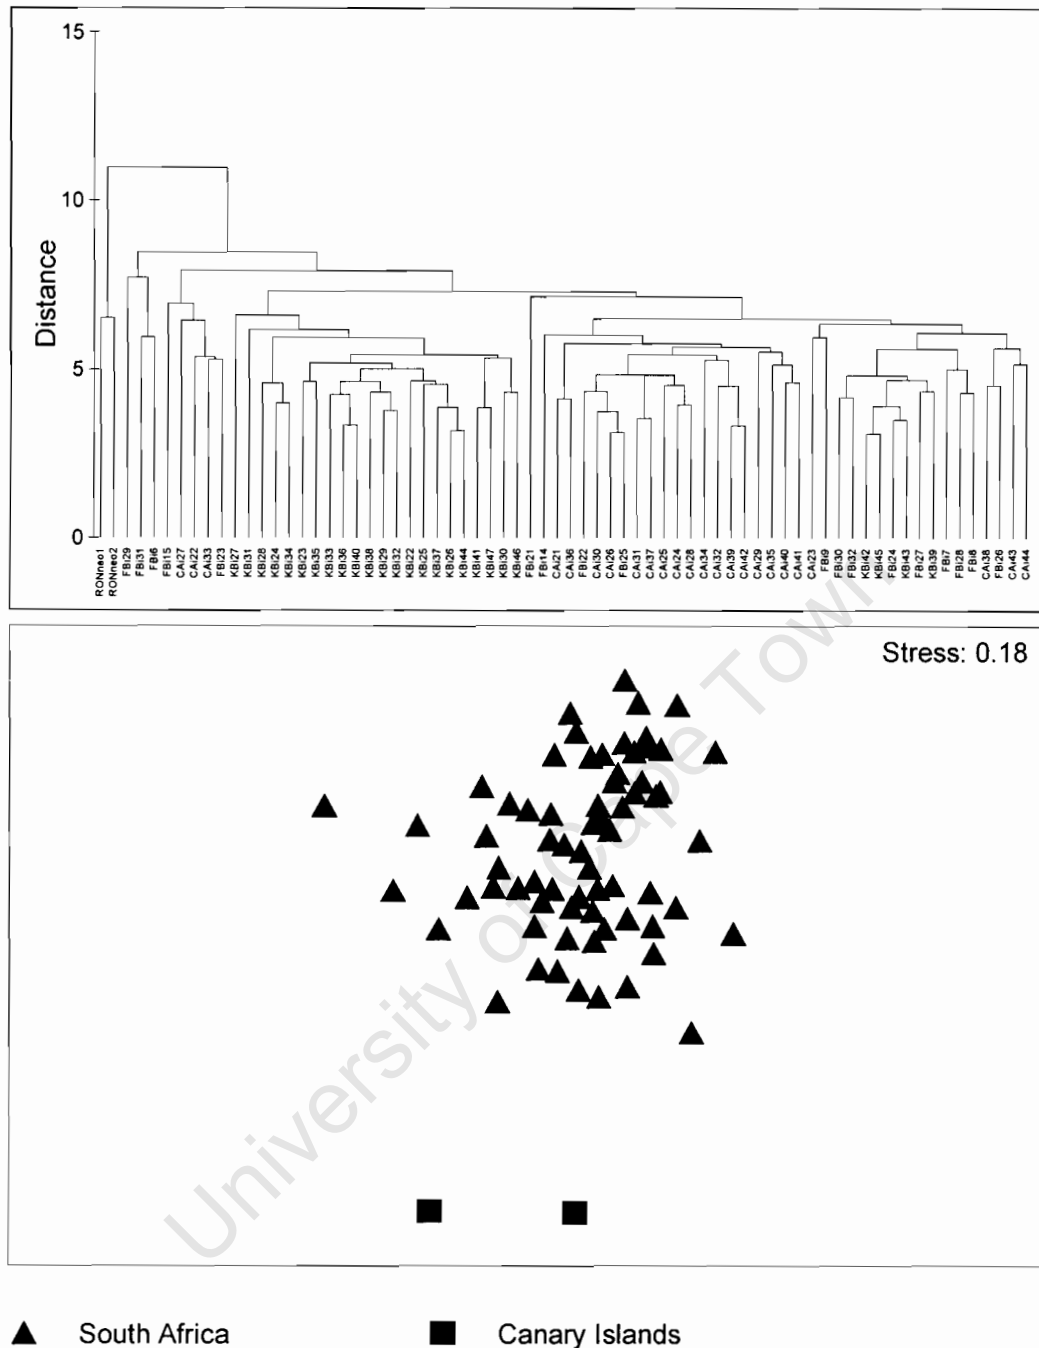 15
10
Distance
5
0
RONneo1
RONneo2
FBi29
FBi31
FBi6
FBi15
CAi27
CAi22
CAi33
FBi23
KBi27
KBi31
KBi28
KBi24
KBi34
KBi23
KBi35
KBi33
KBi36
KBi40
KBi38
KBi29
KBi32
KBi22
KBi25
KBi37
KBi26
KBi44
KBi41
KBi47
KBi30
KBi46
FBi21
FBi14
CAi21
CAi36
FBi22
CAi30
CAi26
FBi25
CAi31
CAi37
CAi25
CAi24
CAi28
CAi34
CAi32
CAi39
CAi42
CAi29
CAi35
CAi40
CAi41
CAi23
FBi9
FBi30
FBi32
KBi42
KBi45
FBi24
KBi43
FBi27
KBi39
FBi7
FBi28
FBi8
CAi38
FBi26
CAi43
CAi44
Stress: 0.18
University of Cape Town
South Africa
Canary Islands